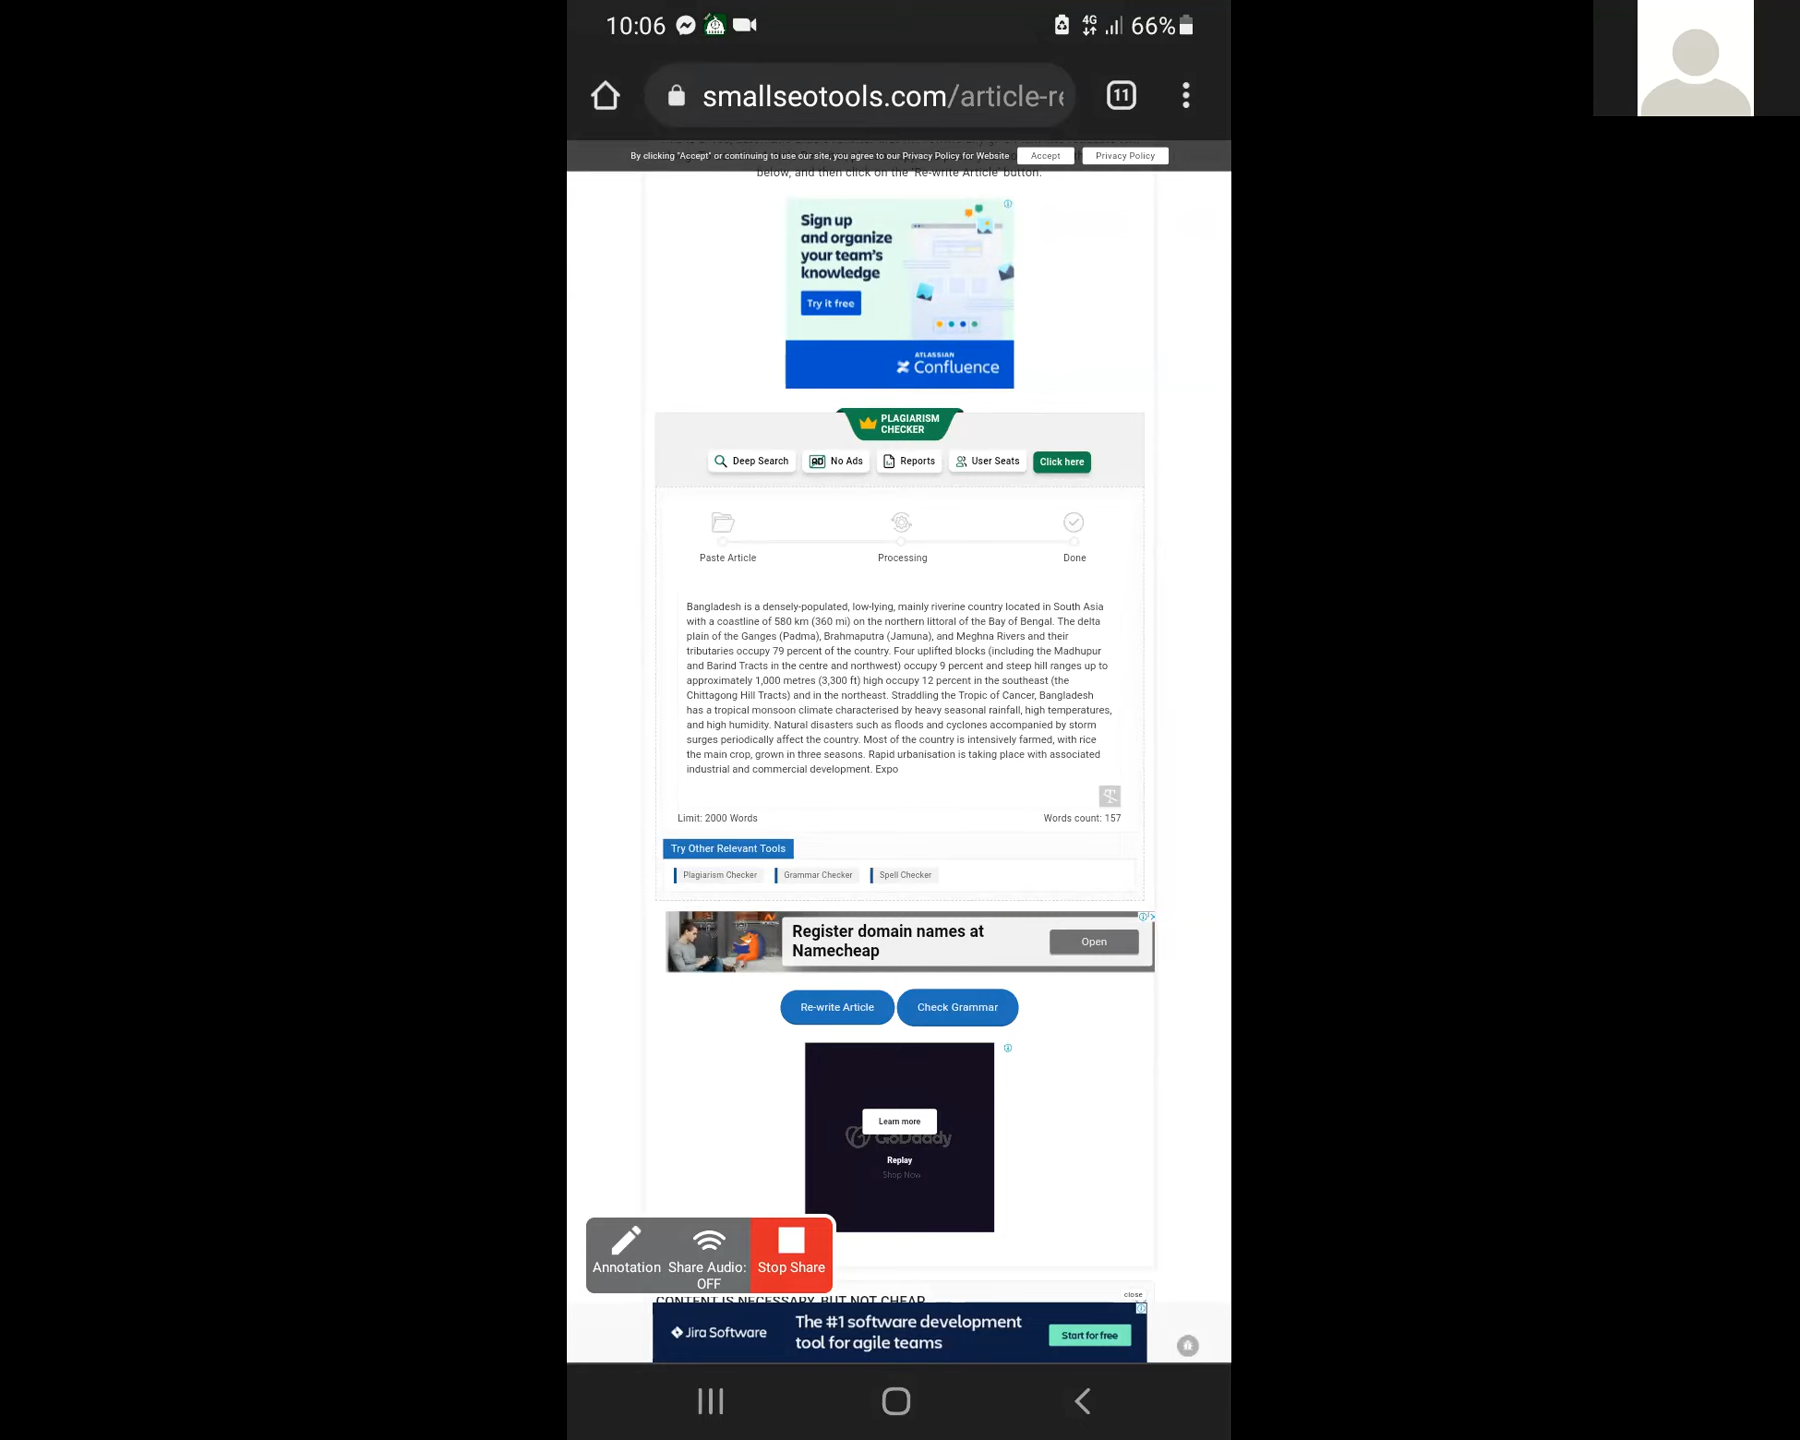 10:06
4G
66%
smallseotools.com/article-re
11
By clicking "Accept" or continuing to use our site, you agree to our Privacy Policy for Website
Accept
Privacy Policy
below, and then click on the 'Re-write Article' button.
Sign up
and organize
your team's
knowledge
Try it free
ATLASSIAN
Confluence
PLAGIARISM
CHECKER
Deep Search
AD No Ads
Reports
User Seats
Click here
Paste Article
Processing
Done
Bangladesh is a densely-populated, low-lying, mainly riverine country located in South Asia
with a coastline of 580 km (360 mi) on the northern littoral of the Bay of Bengal. The delta
plain of the Ganges (Padma), Brahmaputra (Jamuna), and Meghna Rivers and their
tributaries occupy 79 percent of the country. Four uplifted blocks (including the Madhupur
and Barind Tracts in the centre and northwest) occupy 9 percent and steep hill ranges up to
approximately 1,000 metres (3,300 ft) high occupy 12 percent in the southeast (the
Chittagong Hill Tracts) and in the northeast. Straddling the Tropic of Cancer, Bangladesh
has a tropical monsoon climate characterised by heavy seasonal rainfall, high temperatures,
and high humidity. Natural disasters such as floods and cyclones accompanied by storm
surges periodically affect the country. Most of the country is intensively farmed, with rice
the main crop, grown in three seasons. Rapid urbanisation is taking place with associated
industrial and commercial development. Expo
Limit: 2000 Words
Words count: 157
Try Other Relevant Tools
Plagiarism Checker
Grammar Checker
Spell Checker
Register domain names at
Namecheap
Open
Re-write Article
Check Grammar
Learn more
GoDaddy
Replay
Shop Now
Annotation
Share Audio:
OFF
Stop Share
CONTENT IS NECESSARY, BUT NOT CHEAP
close
Jira Software
The #1 software development
tool for agile teams
Start for free